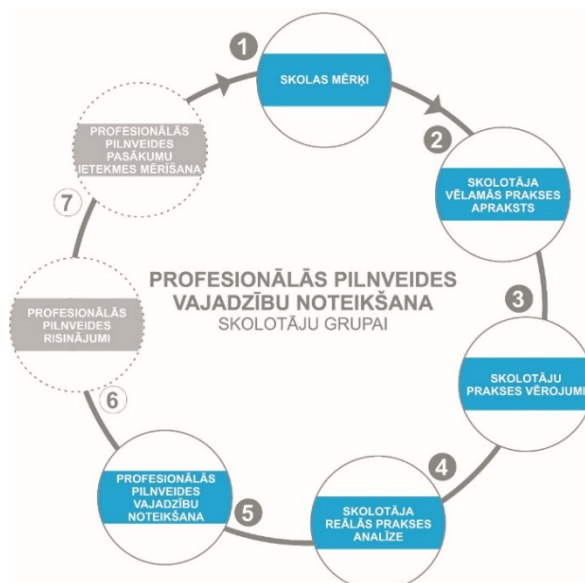 1
SKOLAS MĒRĶI
2
SKOLOTĀJA
VĒLAMĀS PRAKSES
APRAKSTS
3
SKOLOTĀJU
PRAKSES VĒROJUMI
4
SKOLOTĀJA
REĀLĀS PRAKSES
ANALĪZE
5
PROFESIONĀLĀS
PILNVEIDES
VAJADZĪBU
NOTEIKŠANA
6
PROFESIONĀLĀS
PILNVEIDES
RISINĀJUMI
7
PROFESIONĀLĀS
PILNVEIDES
PASĀKUMU
IETEKMES MĒRĪŠANA
PROFESIONĀLĀS PILNVEIDES
VAJADZĪBU NOTEIKŠANA
SKOLOTĀJU GRUPAI